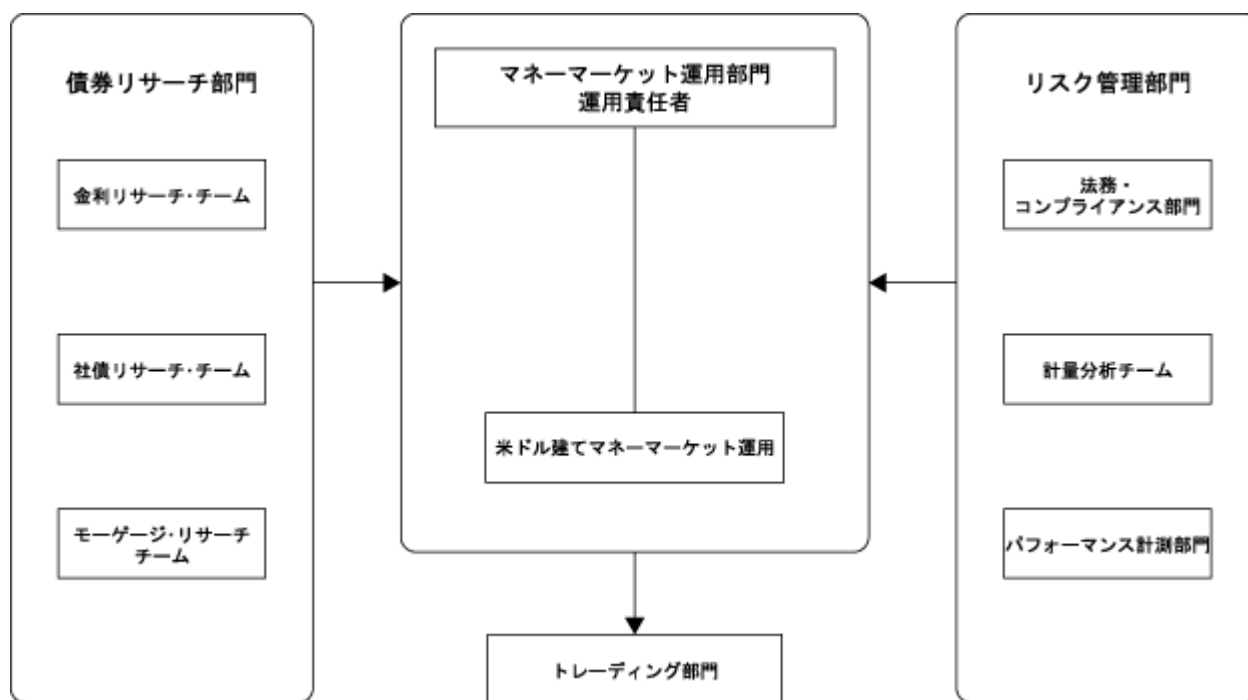 債券リサーチ部門
金利リサーチ・チーム
社債リサーチ・チーム
モーゲージ・リサーチ
チーム
マネーマーケット運用部門
運用責任者
米ドル建てマネーマーケット運用
トレーディング部門
リスク管理部門
法務・
コンプライアンス部門
計量分析チーム
パフォーマンス計測部門